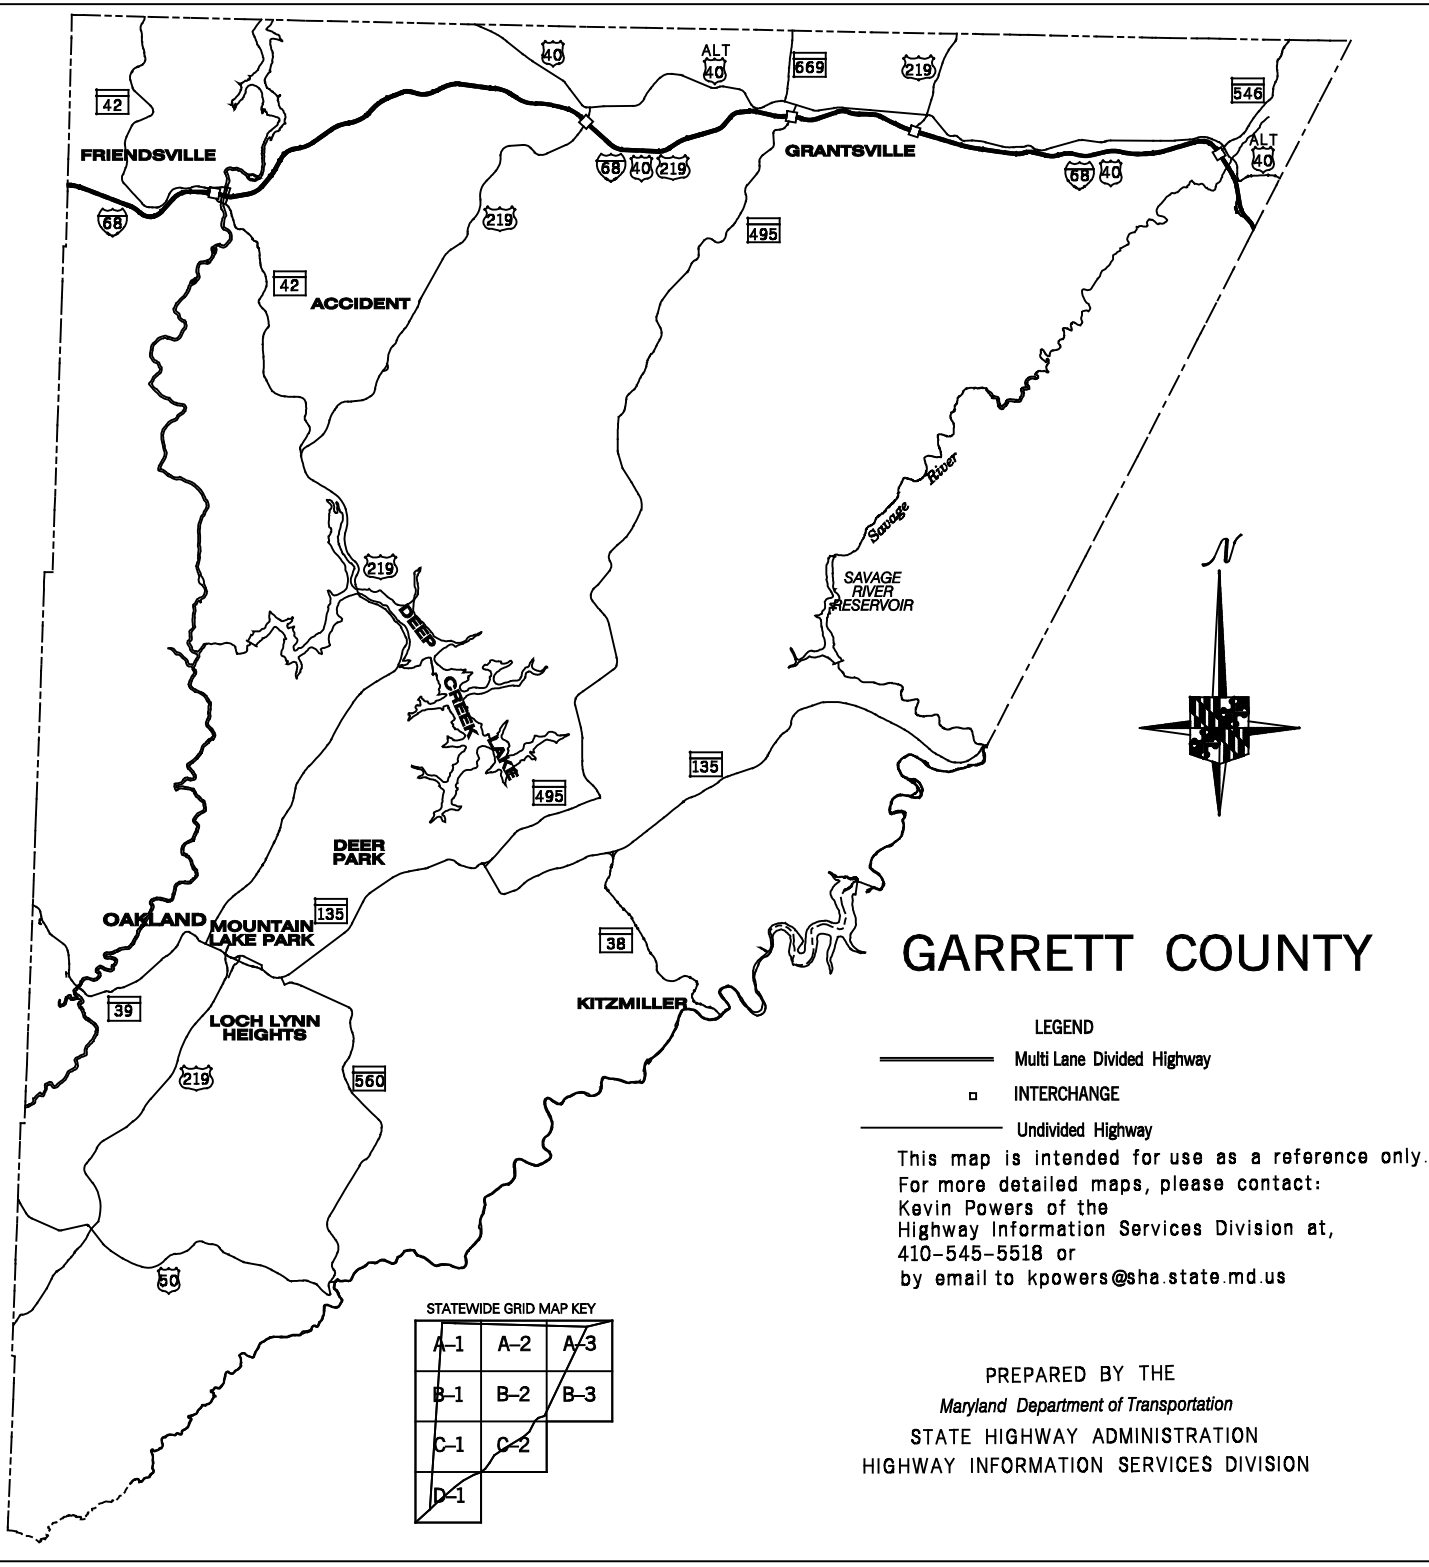 40
ALT
40
669
219
546
42
FRIENDSVILLE
GRANTSVILLE
ALT
40
68
40
219
68
40
68
219
495
42
ACCIDENT
Savage River
219
SAVAGE
RIVER
RESERVOIR
N
DEEP
CREEK
LAKE
135
495
DEER
PARK
135
OAKLAND
MOUNTAIN
LAKE PARK
38
39
KITZMILLER
LOCH LYNN
HEIGHTS
219
560
50
GARRETT COUNTY
LEGEND
Multi Lane Divided Highway
INTERCHANGE
Undivided Highway
This map is intended for use as a reference only.
For more detailed maps, please contact:
Kevin Powers of the
Highway Information Services Division at,
410-545-5518 or
by email to kpowers@sha.state.md.us
STATEWIDE GRID MAP KEY
A-1 A-2 A-3
B-1 B-2 B-3
C-1 C-2
D-1
PREPARED BY THE
Maryland Department of Transportation
STATE HIGHWAY ADMINISTRATION
HIGHWAY INFORMATION SERVICES DIVISION